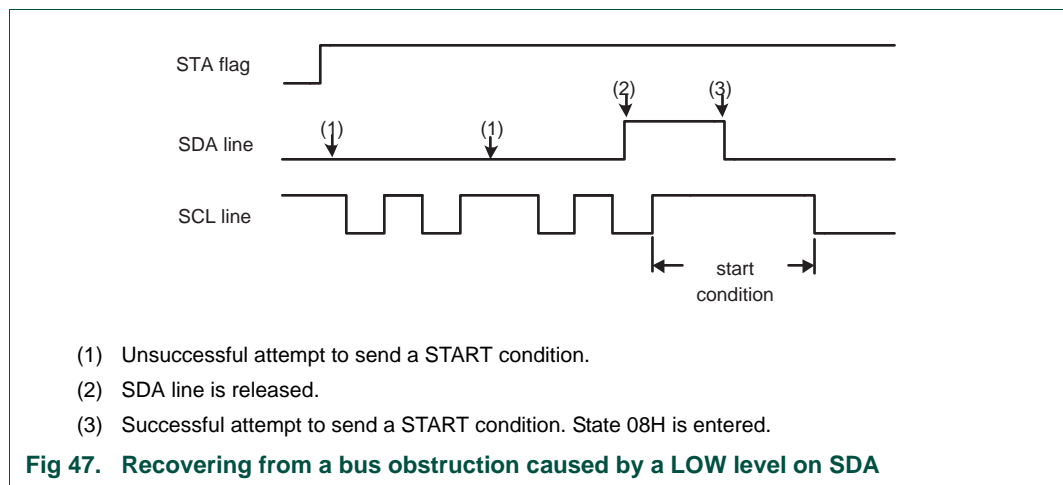 STA flag
(2)
(3)
(1)
(1)
SDA line
SCL line
start
condition
(1) Unsuccessful attempt to send a START condition.
(2) SDA line is released.
(3) Successful attempt to send a START condition. State 08H is entered.
Fig 47. Recovering from a bus obstruction caused by a LOW level on SDA